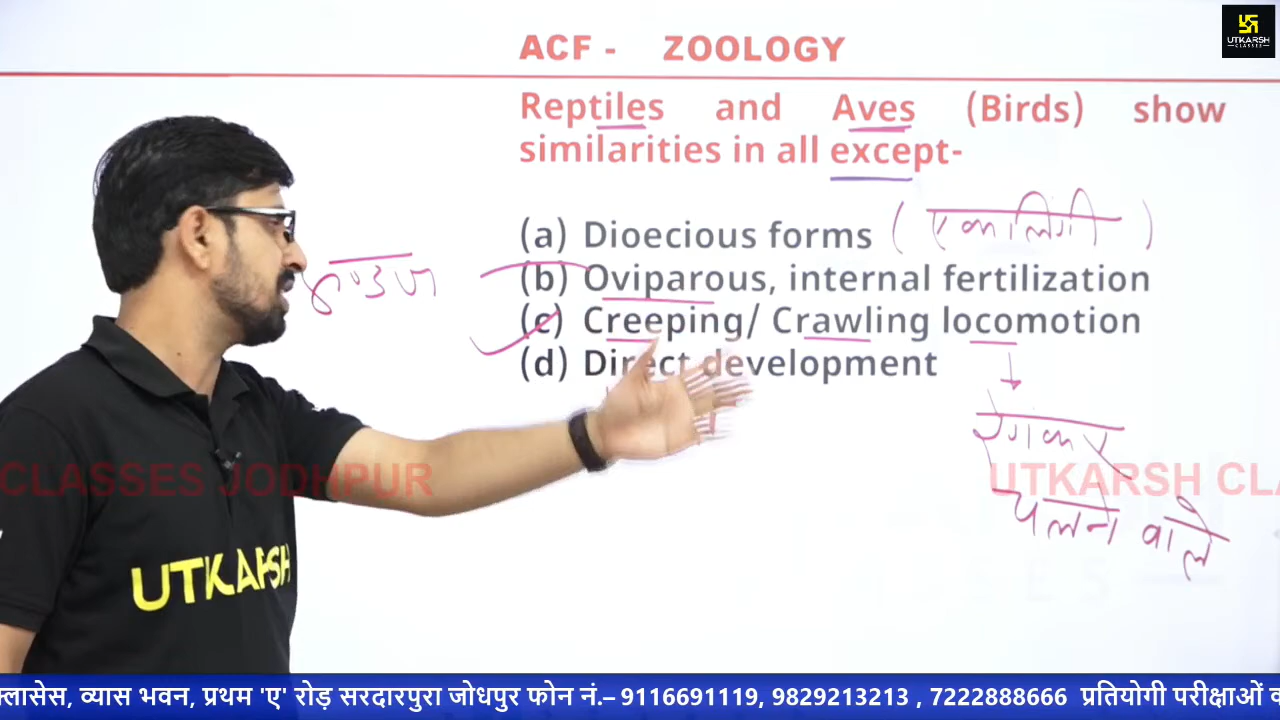 UTKARSH
CLASSES
ACF - ZOOLOGY
Reptiles and Aves (Birds) show
similarities in all except-
(a) Dioecious forms ( एकलिंगी )
अण्डज
(b) Oviparous, internal fertilization
(c) Creeping/ Crawling locomotion
(d) Direct development
रेंगकर
चलने वाले
CLASSES JODHPUR
UTKARSH CLA
UTKARSH
क्लासेस, व्यास भवन, प्रथम 'ए' रोड़ सरदारपुरा जोधपुर फोन नं.– 9116691119, 9829213213 , 7222888666 प्रतियोगी परीक्षाओं